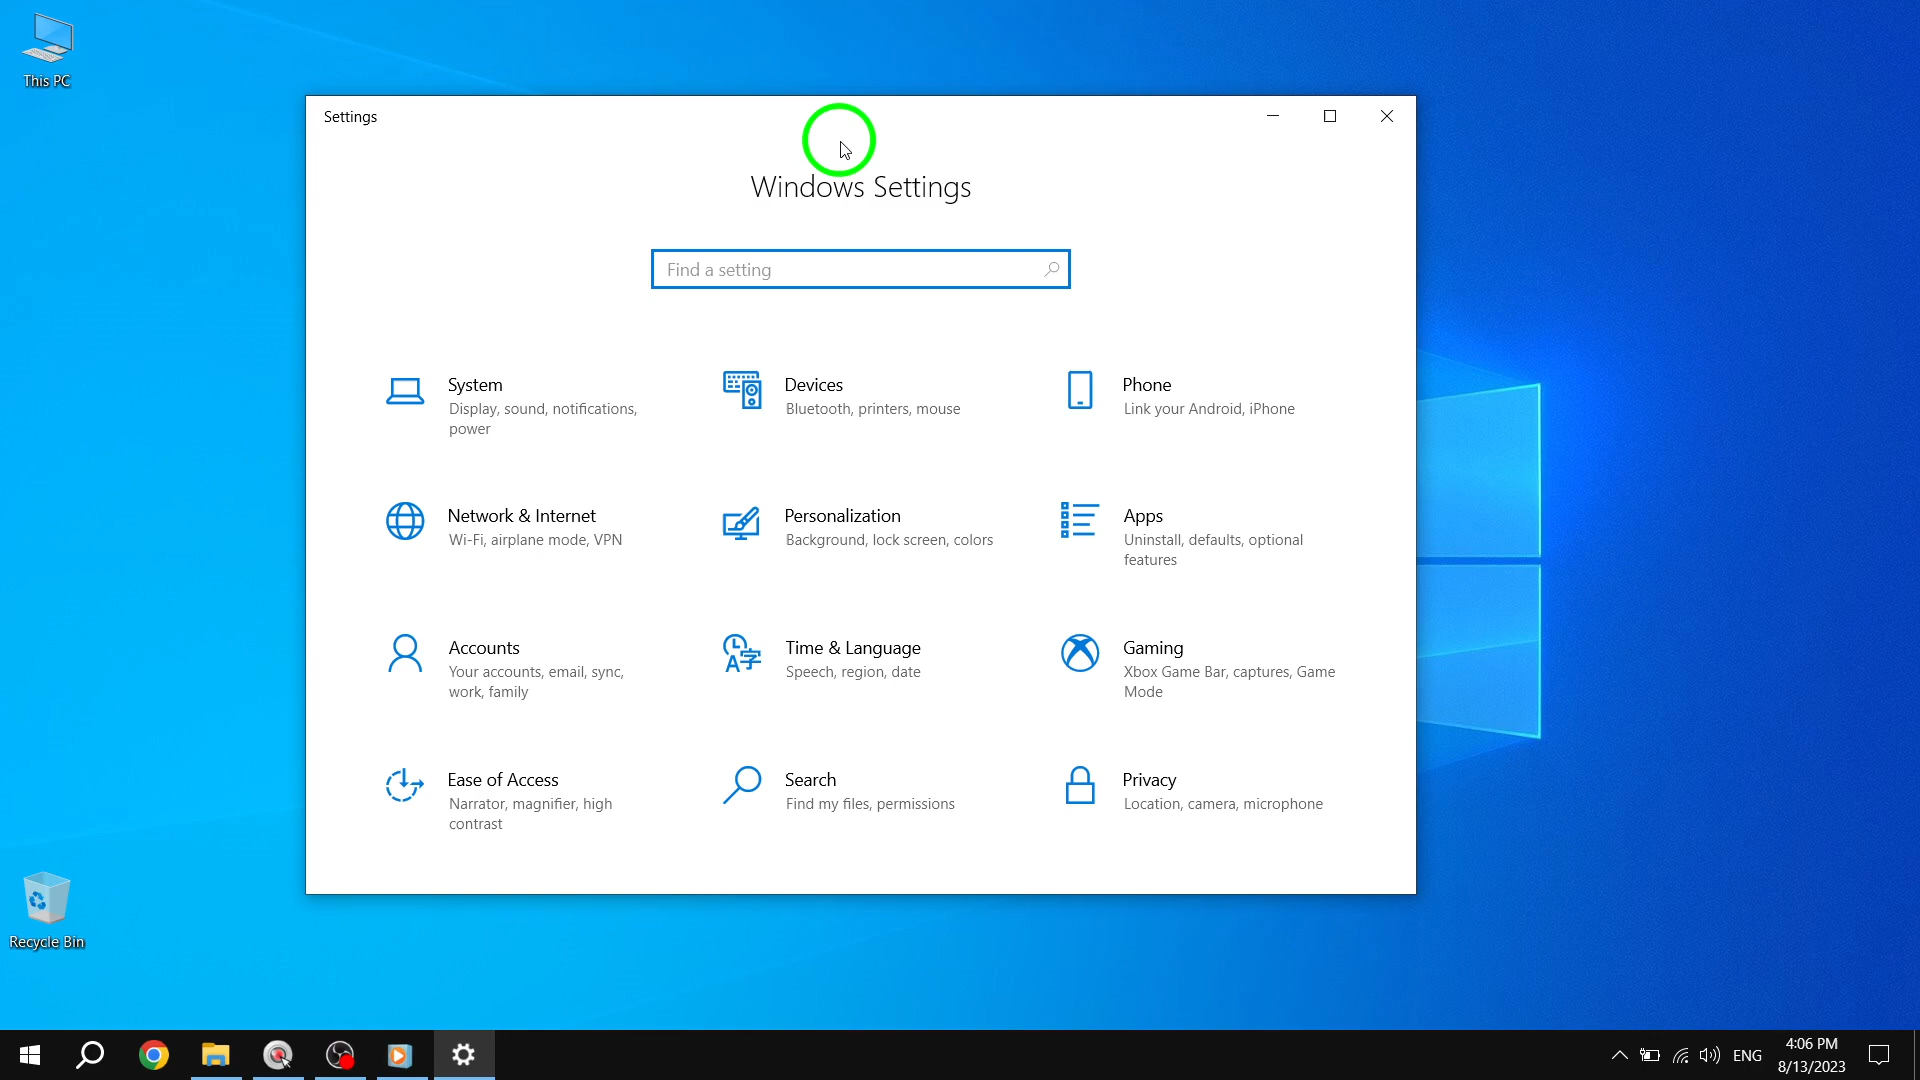 This PC
Settings
Windows Settings
Find a setting
System
Display, sound, notifications,
power
Devices
Bluetooth, printers, mouse
Phone
Link your Android, iPhone
Network & Internet
Wi-Fi, airplane mode, VPN
Personalization
Background, lock screen, colors
Apps
Uninstall, defaults, optional
features
Accounts
Your accounts, email, sync,
work, family
Time & Language
Speech, region, date
Gaming
Xbox Game Bar, captures, Game
Mode
Ease of Access
Narrator, magnifier, high
contrast
Search
Find my files, permissions
Privacy
Location, camera, microphone
Recycle Bin
ENG
4:06 PM
8/13/2023